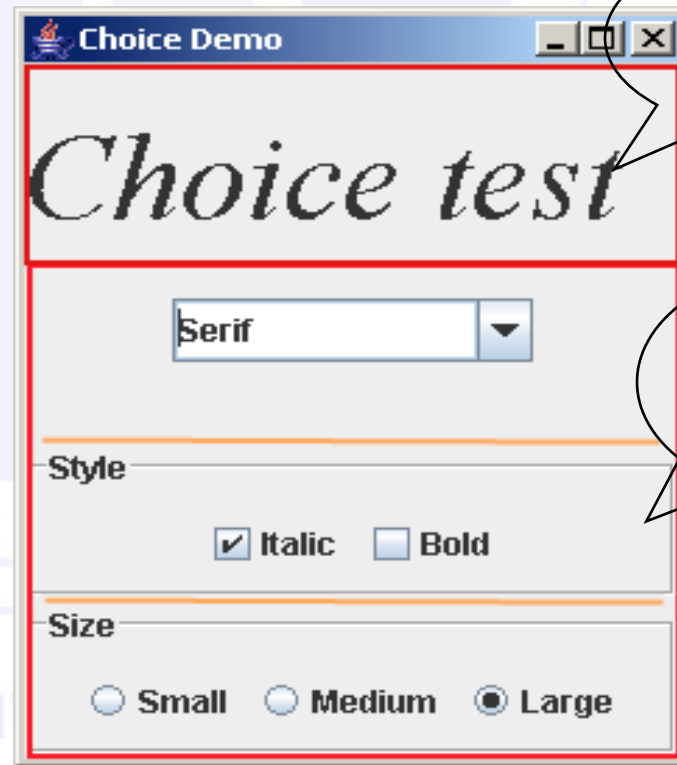 Choice Demo
Choice test
Serif
Style
Italic Bold
Size
Small Medium Large